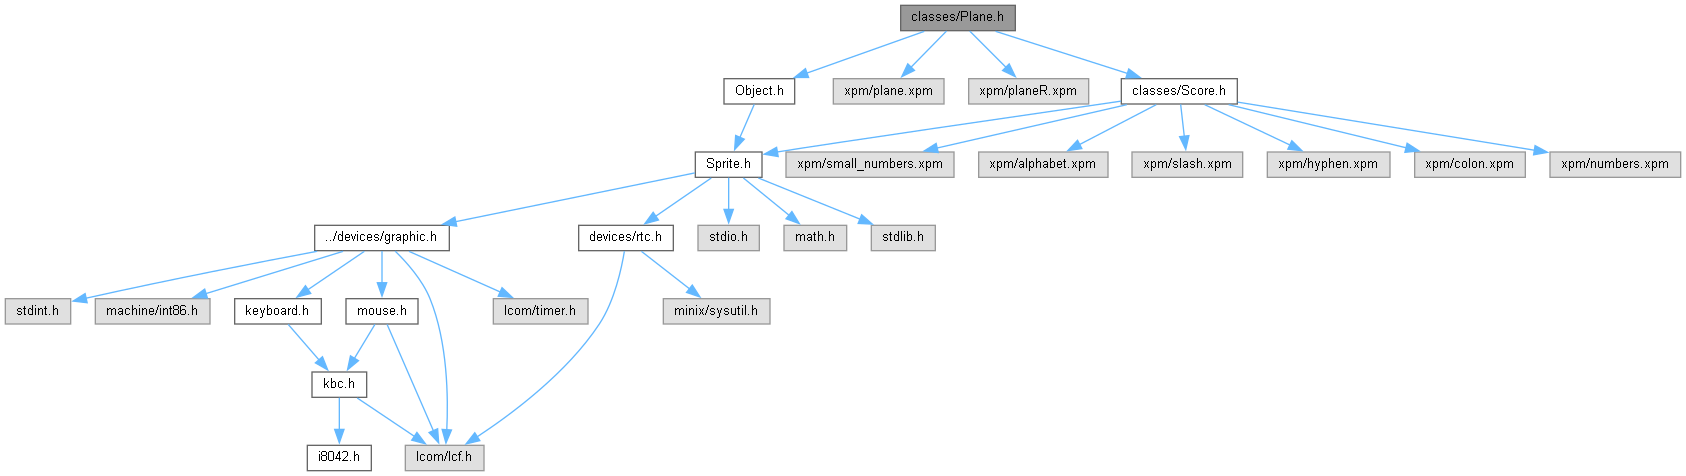 classes/Plane.h
Object.h
xpm/plane.xpm
xpm/planeR.xpm
classes/Score.h
Sprite.h
xpm/small_numbers.xpm
xpm/alphabet.xpm
xpm/slash.xpm
xpm/hyphen.xpm
xpm/colon.xpm
xpm/numbers.xpm
../devices/graphic.h
devices/rtc.h
stdio.h
math.h
stdlib.h
stdint.h
machine/int86.h
keyboard.h
mouse.h
lcom/timer.h
minix/sysutil.h
kbc.h
i8042.h
lcom/lcf.h